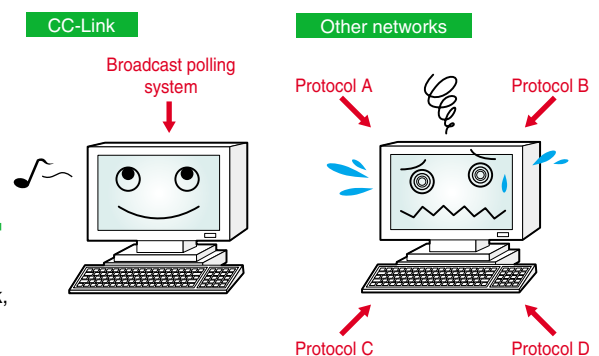 CC-Link
Other networks
Broadcast polling
system
Protocol A
Protocol B
,
Protocol C
Protocol D